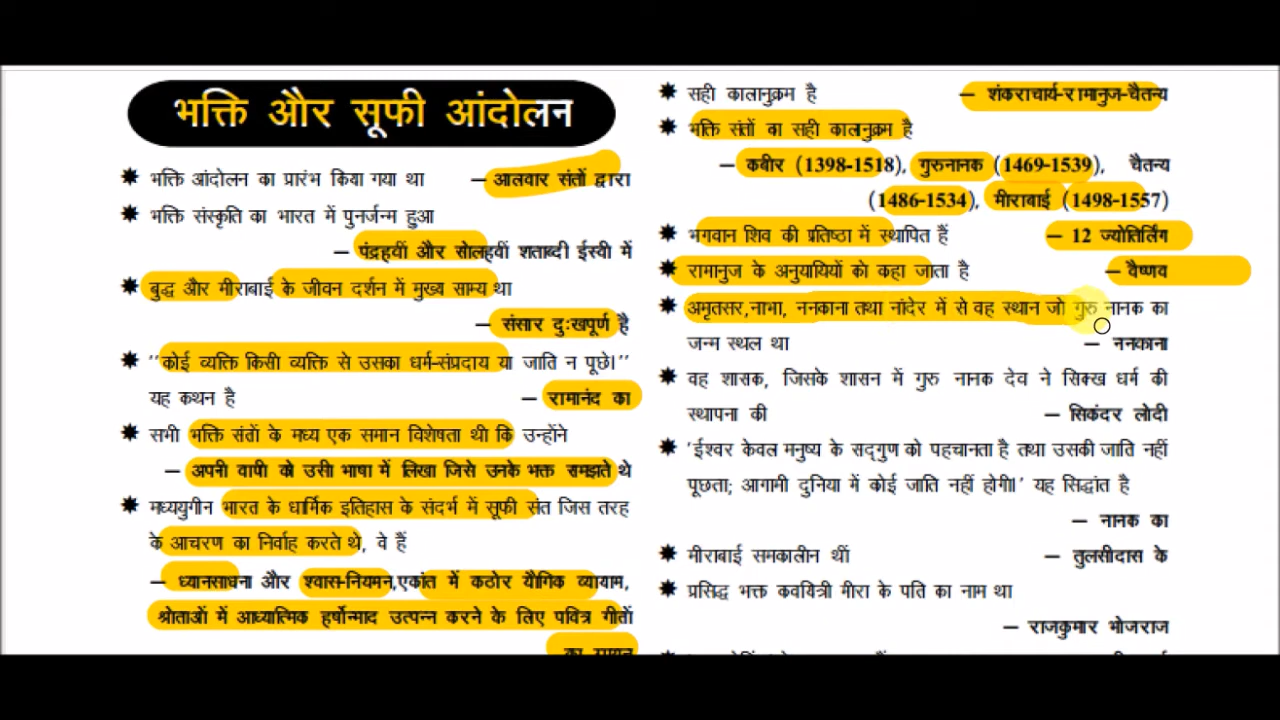 भक्ति और सूफी आंदोलन
✷ भक्ति आंदोलन का प्रारंभ किया गया था – आलवार संतों द्वारा
✷ भक्ति संस्कृति का भारत में पुनर्जन्म हुआ
– पंद्रहवीं और सोलहवीं शताब्दी ईस्वी में
✷ बुद्ध और मीराबाई के जीवन दर्शन में मुख्य साम्य था
– संसार दुःखपूर्ण है
✷ ''कोई व्यक्ति किसी व्यक्ति से उसका धर्म-संप्रदाय या जाति न पूछे।''
यह कथन है – रामानंद का
✷ सभी भक्ति संतों के मध्य एक समान विशेषता थी कि उन्होंने
– अपनी वाणी को उसी भाषा में लिखा जिसे उनके भक्त समझते थे
✷ मध्ययुगीन भारत के धार्मिक इतिहास के संदर्भ में सूफी संत जिस तरह
के आचरण का निर्वाह करते थे, वे हैं
– ध्यानसाधना और श्वास-नियमन,एकांत में कठोर यौगिक व्यायाम,
श्रोताओं में आध्यात्मिक हर्षोन्माद उत्पन्न करने के लिए पवित्र गीतों
✷ सही कालानुक्रम है – शंकराचार्य-रामानुज-चैतन्य
✷ भक्ति संतों का सही कालानुक्रम है
– कबीर (1398-1518), गुरुनानक (1469-1539), चैतन्य
(1486-1534), मीराबाई (1498-1557)
✷ भगवान शिव की प्रतिष्ठा में स्थापित हैं – 12 ज्योतिर्लिंग
✷ रामानुज के अनुयायियों को कहा जाता है – वैष्णव
✷ अमृतसर,नाभा, ननकाना तथा नांदेर में से वह स्थान जो गुरु नानक का
जन्म स्थल था – ननकाना
✷ वह शासक, जिसके शासन में गुरु नानक देव ने सिक्ख धर्म की
स्थापना की – सिकंदर लोदी
✷ 'ईश्वर केवल मनुष्य के सद्‌गुण को पहचानता है तथा उसकी जाति नहीं
पूछता; आगामी दुनिया में कोई जाति नहीं होगी।' यह सिद्धांत है
– नानक का
✷ मीराबाई समकालीन थीं – तुलसीदास के
✷ प्रसिद्ध भक्त कवयित्री मीरा के पति का नाम था
– राजकुमार भोजराज